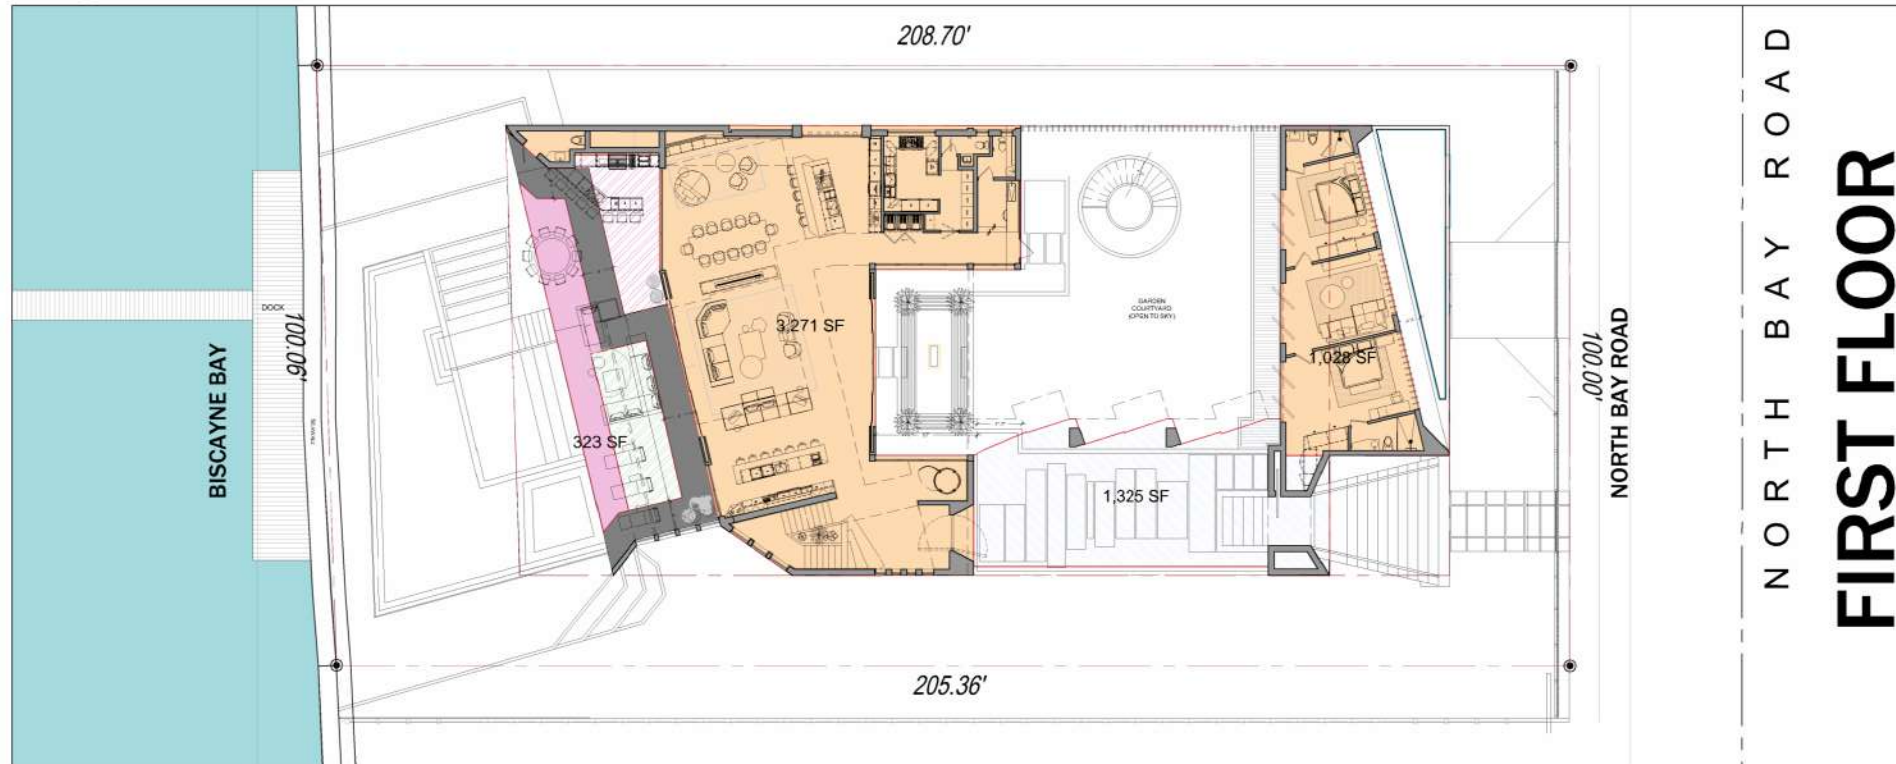 208.70'
NORTH BAY ROAD
FIRST FLOOR
DOCK
100.06'
BISCAYNE BAY
3,271 SF
GARDEN
COURTYARD
(OPEN TO SKY)
1,028 SF
100.00'
NORTH BAY ROAD
323 SF
1,325 SF
205.36'